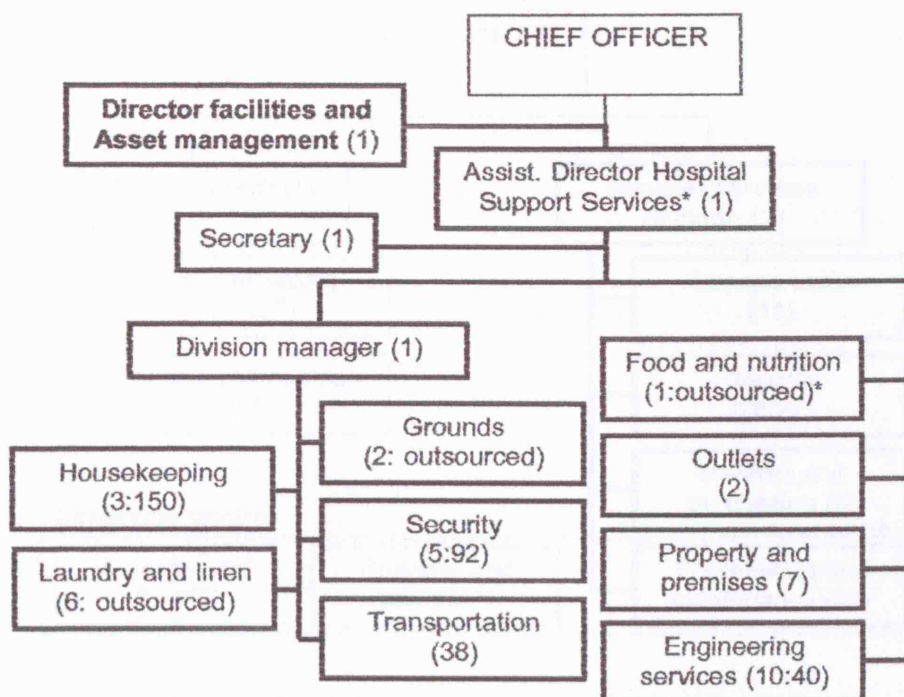 CHIEF OFFICER
Director facilities and
Asset management (1)
Assist. Director Hospital
Support Services* (1)
Secretary (1)
Division manager (1)
Food and nutrition
(1:outsourced)*
Grounds
(2: outsourced)
Outlets
(2)
Housekeeping
(3:150)
Security
(5:92)
Property and
premises (7)
Laundry and linen
(6: outsourced)
Transportation
(38)
Engineering
services (10:40)